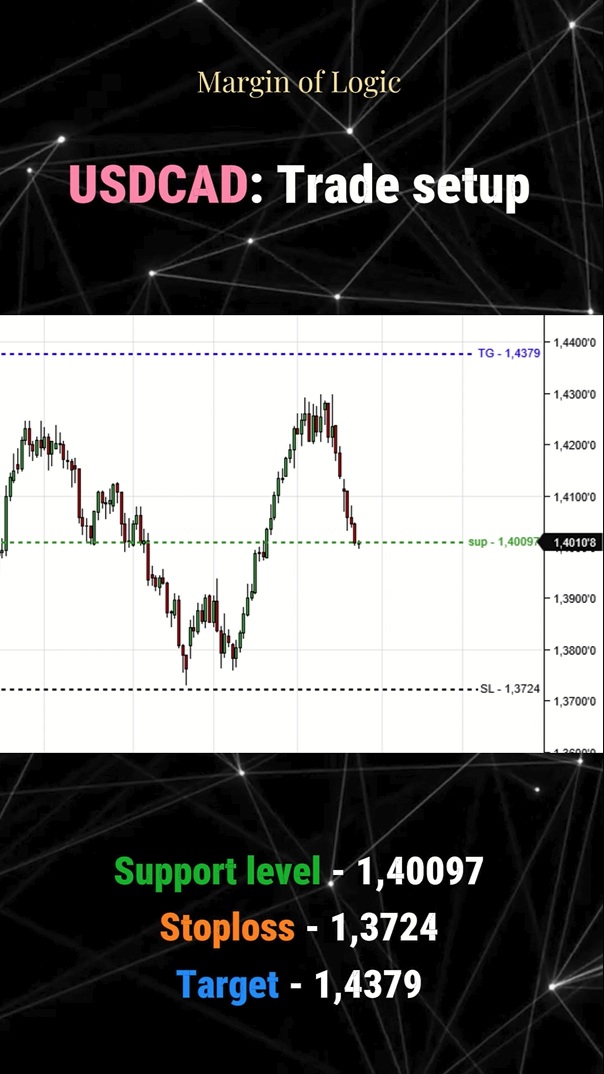 Margin of Logic
USDCAD: Trade setup
1,4400'0
TG - 1,4379
1,4300'0
1,4200'0
1,4100'0
sup - 1,40097
1,4010'8
1,3900'0
1,3800'0
SL - 1,3724
1,3700'0
Support level - 1,40097
Stoploss - 1,3724
Target - 1,4379